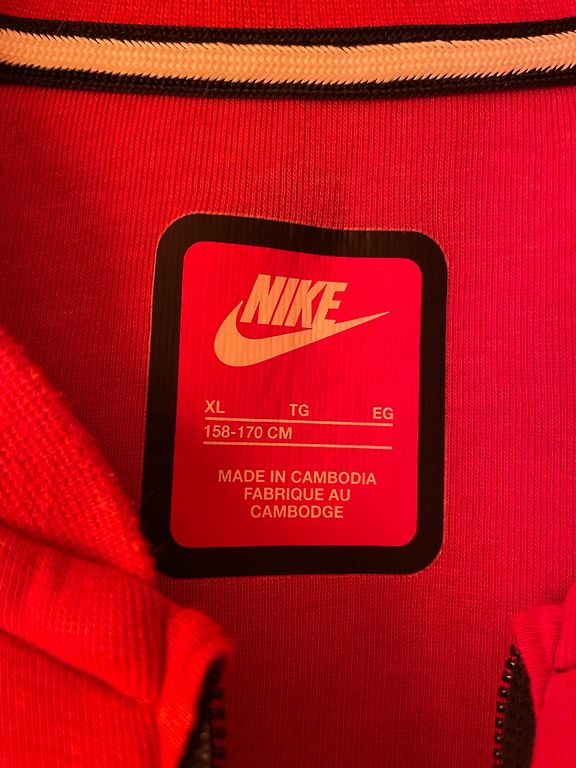 NIKE
XL TG EG
158-170 CM
MADE IN CAMBODIA
FABRIQUE AU
CAMBODGE